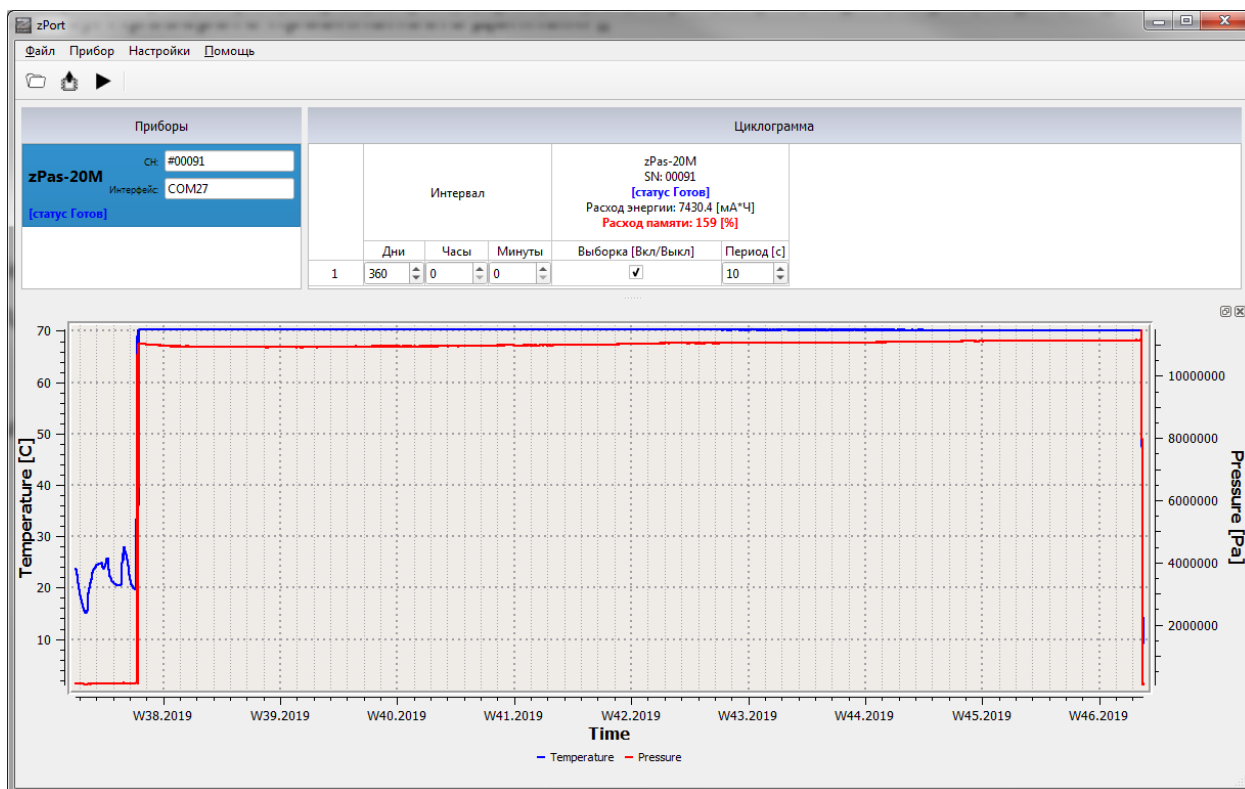 zPort
Файл Прибор Настройки Помощь
Приборы
zPas-20M
СН: #00091
Интерфейс: COM27
[статус Готов]
Циклограмма
Интервал
zPas-20M
SN: 00091
[статус Готов]
Расход энергии: 7430.4 [мА*Ч]
Расход памяти: 159 [%]
Дни Часы Минуты Выборка [Вкл/Выкл] Период [с]
1 360 0 0 10
Temperature [C]
70
60
50
40
30
20
10
Pressure [Pa]
10000000
8000000
6000000
4000000
2000000
W38.2019 W39.2019 W40.2019 W41.2019 W42.2019 W43.2019 W44.2019 W45.2019 W46.2019
Time
Temperature Pressure